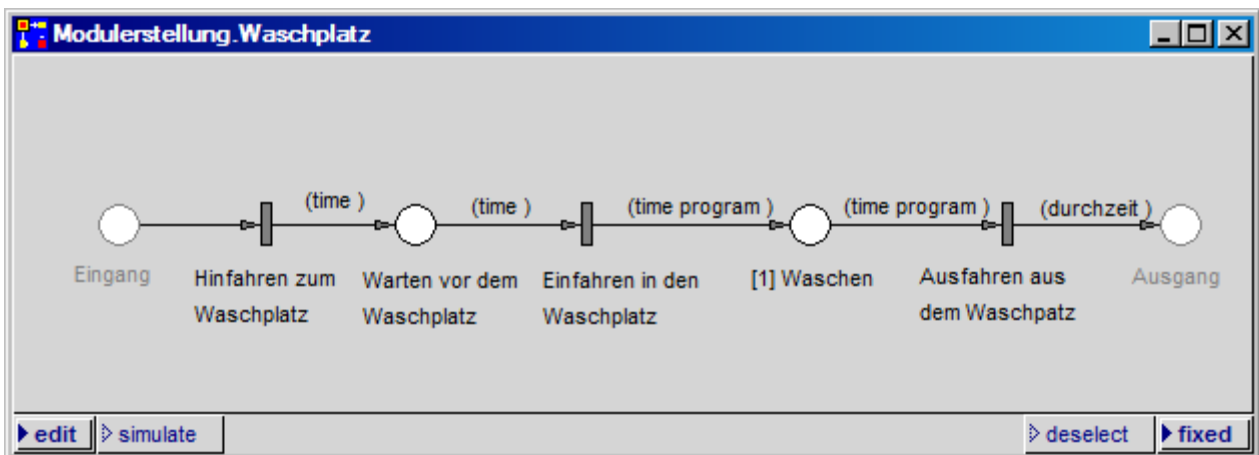 Modulerstellung.Waschplatz
(time )
(time )
(time program )
(time program )
(durchzeit )
Eingang
Hinfahren zum
Waschplatz
Warten vor dem
Waschplatz
Einfahren in den
Waschplatz
[1] Waschen
Ausfahren aus
dem Waschpatz
Ausgang
edit
simulate
deselect
fixed